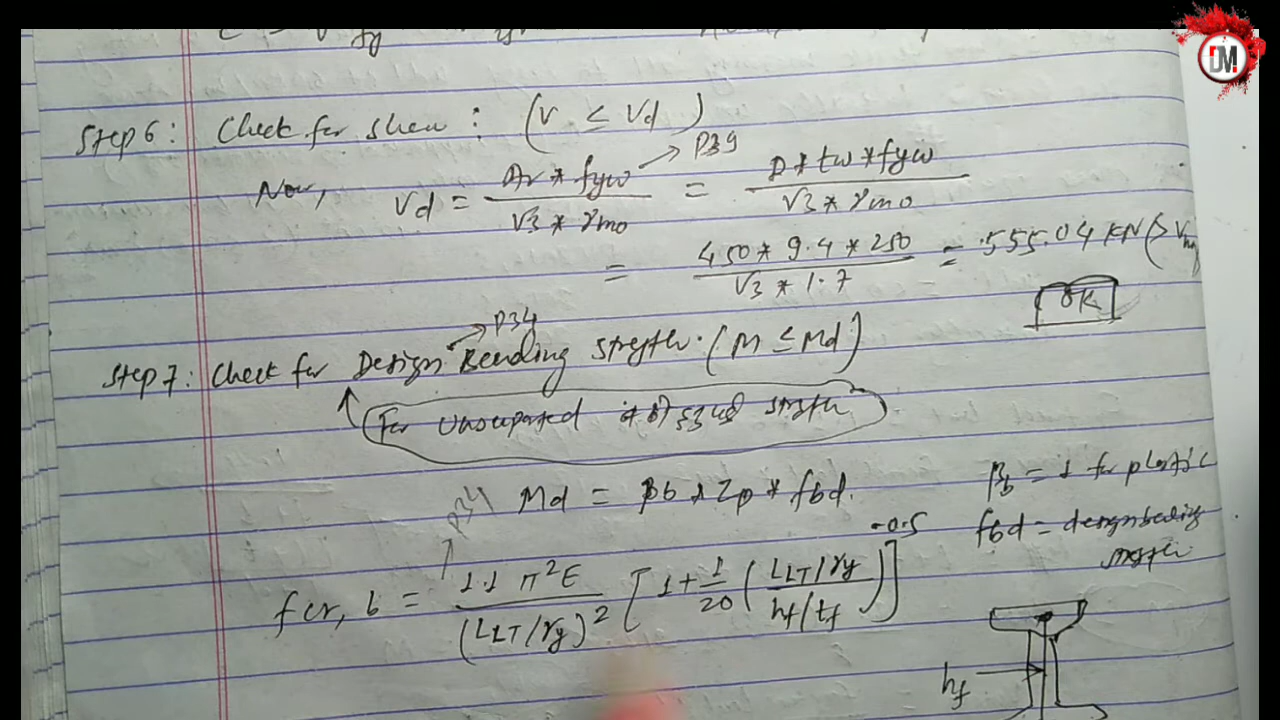 Step 6: Check for Shear : (V ≤ Vd)
Now, Vd = Av * fyw / √3 * γmo → P39 = D * tw * fyw / √3 * γmo
= 450 * 9.4 * 250 / √3 * 1.7 = 555.04 KN (> V
OK
→ P34
Step 7: Check for Design Bending Strength. (M ≤ Md)
For Unsupported
P34 Md = βb * Zp * fbd.
βb = 1 for plastic
fbd = design bending strength
fcr, b = 1.1 π²E / (LLT/ry)² [1 + 1/20 (LLT/ry / hf/tf)]^-0.5
hf
DM